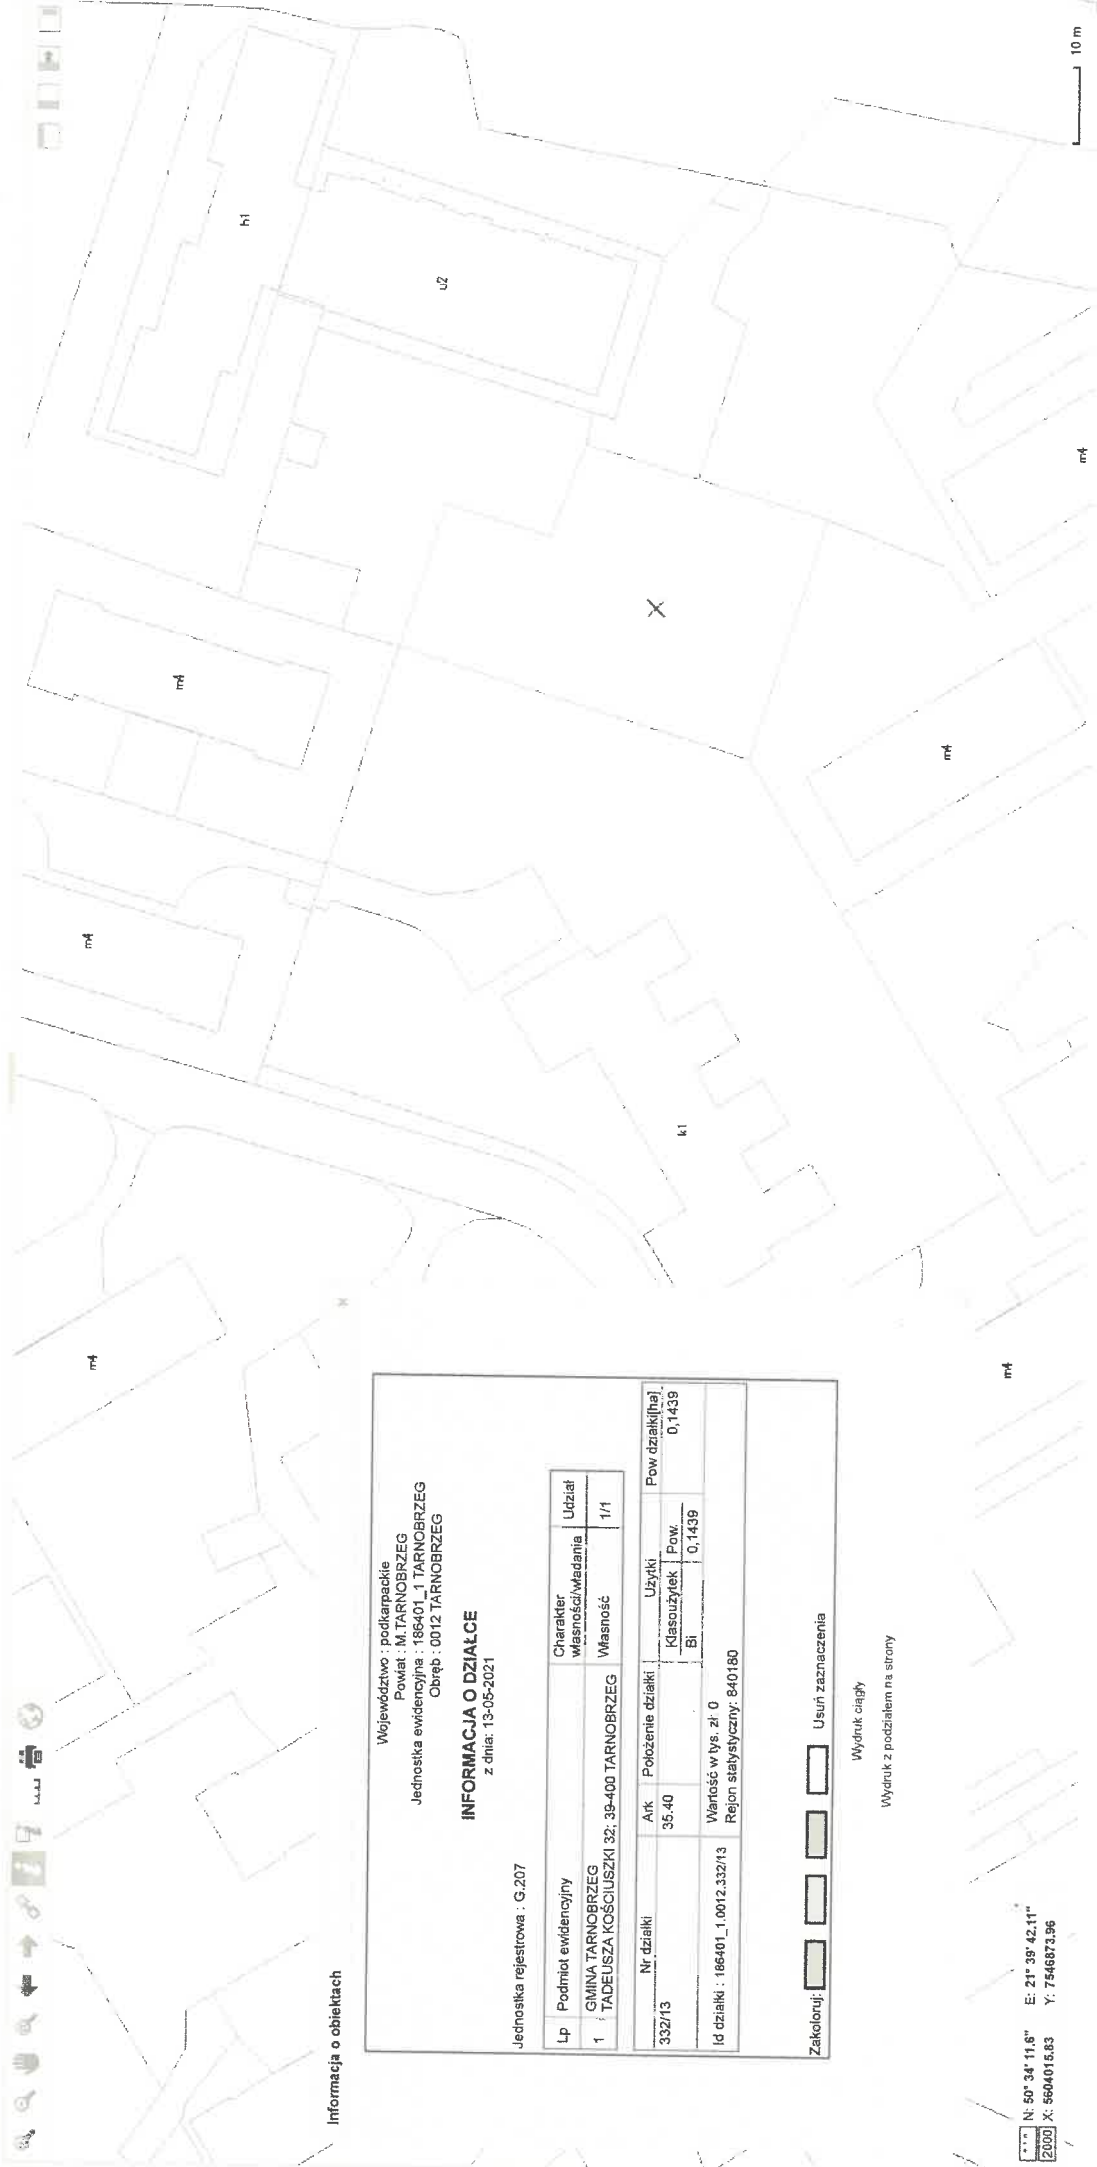 Informacja o obiektach
Województwo : podkarpackie
Powiat : M.TARNOBRZEG
Jednostka ewidencyjna : 186401_1 TARNOBRZEG
Obręb : 0012 TARNOBRZEG
INFORMACJA O DZIAŁCE
z dnia: 13-05-2021
Jednostka rejestrowa : G.207
Lp Podmiot ewidencyjny Charakter własności/władania Udział
1 GMINA TARNOBRZEG
TADEUSZA KOŚCIUSZKI 32; 39-400 TARNOBRZEG Własność 1/1
Nr działki Ark Położenie działki Użytki Pow działki[ha]
Klasoużytek Pow.
332/13 35.40 Bi 0,1439 0,1439
Id działki : 186401_1.0012.332/13 Wartość w tys. zł: 0
Rejon statystyczny: 840180
Zakoloruj: Usuń zaznaczenia
Wydruk ciągły
Wydruk z podziałem na strony
° ' " N: 50° 34' 11.6" E: 21° 39' 42.11"
2000 X: 5604015.83 Y: 7546873.96
m4
m4
m4
h1
u2
k1
m4
m4
m4
10 m